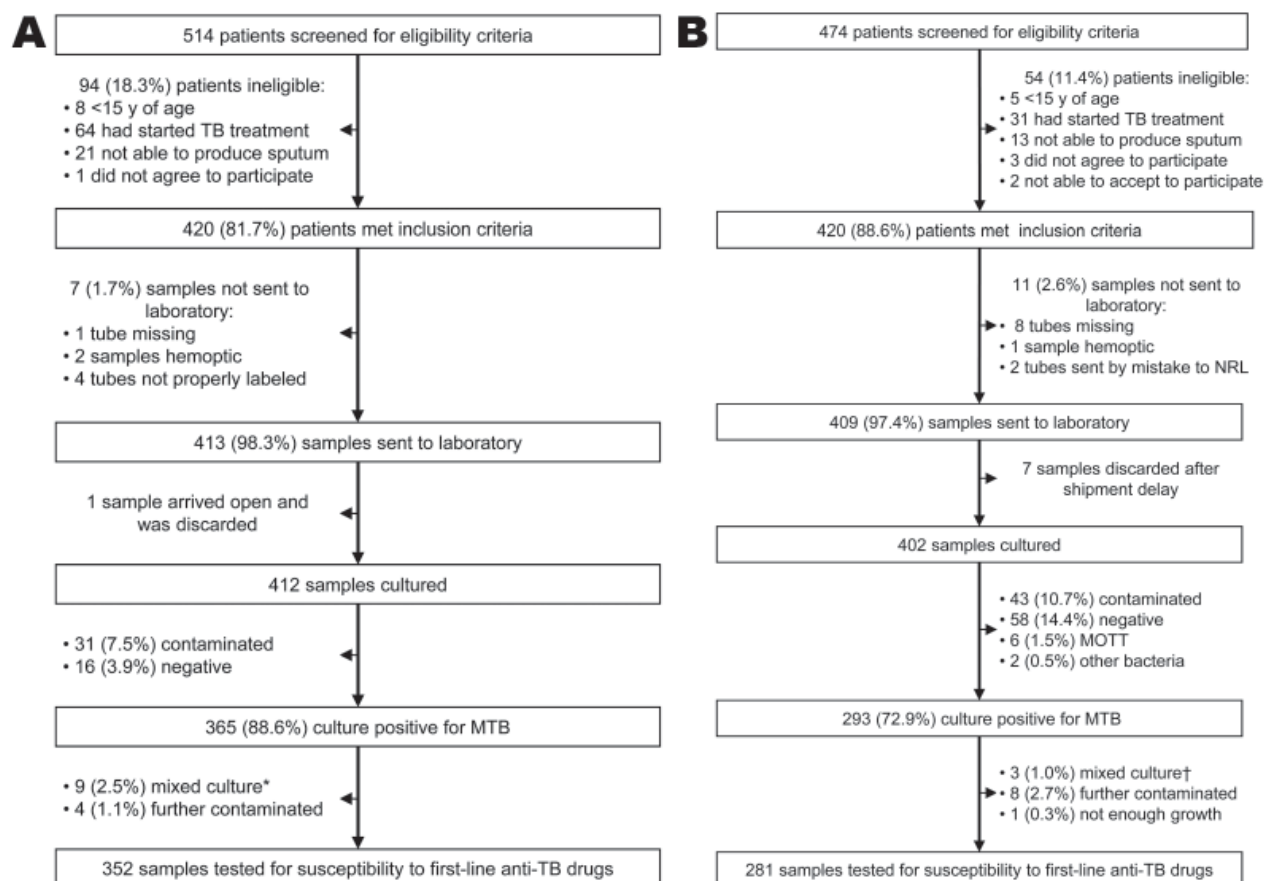 A
514 patients screened for eligibility criteria
94 (18.3%) patients ineligible:
• 8 <15 y of age
• 64 had started TB treatment
• 21 not able to produce sputum
• 1 did not agree to participate
420 (81.7%) patients met inclusion criteria
7 (1.7%) samples not sent to
laboratory:
• 1 tube missing
• 2 samples hemoptic
• 4 tubes not properly labeled
413 (98.3%) samples sent to laboratory
1 sample arrived open and
was discarded
412 samples cultured
• 31 (7.5%) contaminated
• 16 (3.9%) negative
365 (88.6%) culture positive for MTB
• 9 (2.5%) mixed culture*
• 4 (1.1%) further contaminated
352 samples tested for susceptibility to first-line anti-TB drugs
B
474 patients screened for eligibility criteria
54 (11.4%) patients ineligible:
• 5 <15 y of age
• 31 had started TB treatment
• 13 not able to produce sputum
• 3 did not agree to participate
• 2 not able to accept to participate
420 (88.6%) patients met inclusion criteria
11 (2.6%) samples not sent to
laboratory:
• 8 tubes missing
• 1 sample hemoptic
• 2 tubes sent by mistake to NRL
409 (97.4%) samples sent to laboratory
7 samples discarded after
shipment delay
402 samples cultured
• 43 (10.7%) contaminated
• 58 (14.4%) negative
• 6 (1.5%) MOTT
• 2 (0.5%) other bacteria
293 (72.9%) culture positive for MTB
• 3 (1.0%) mixed culture†
• 8 (2.7%) further contaminated
• 1 (0.3%) not enough growth
281 samples tested for susceptibility to first-line anti-TB drugs